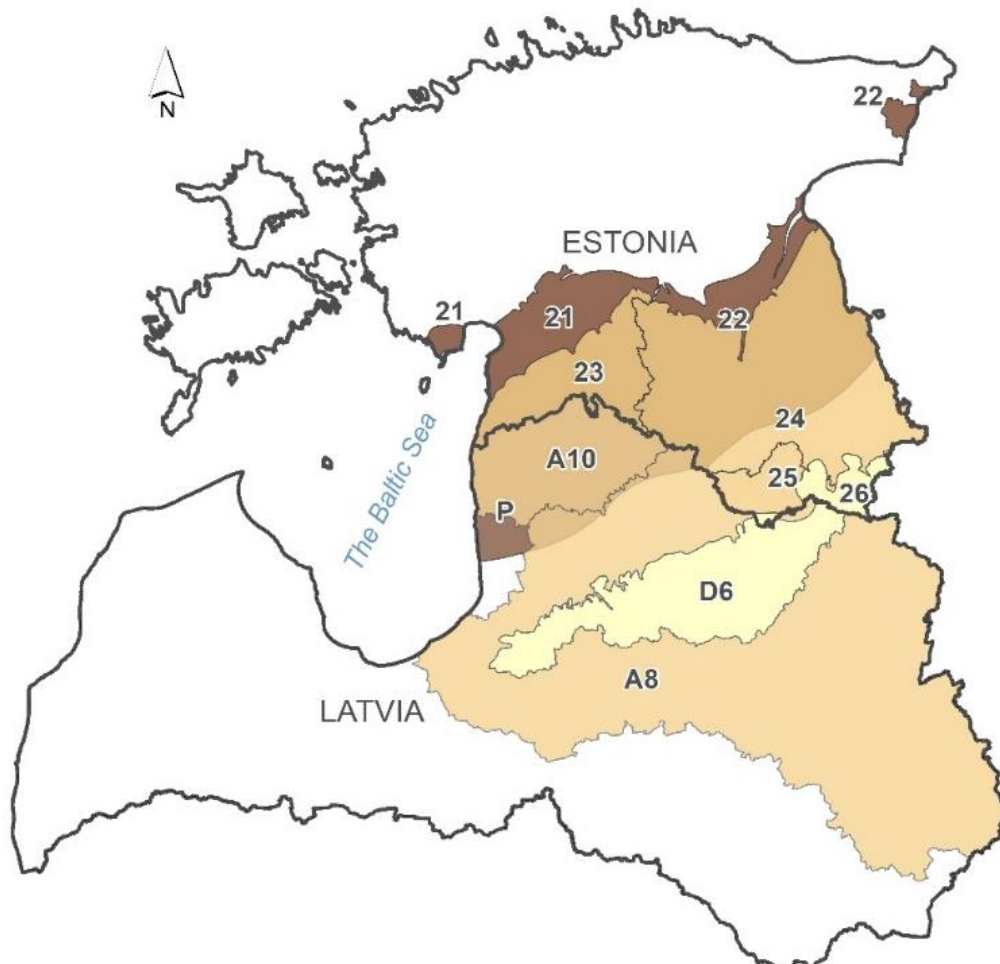 N
22
ESTONIA
21
21
22
23
24
A10
25
26
P
The Baltic Sea
D6
A8
LATVIA